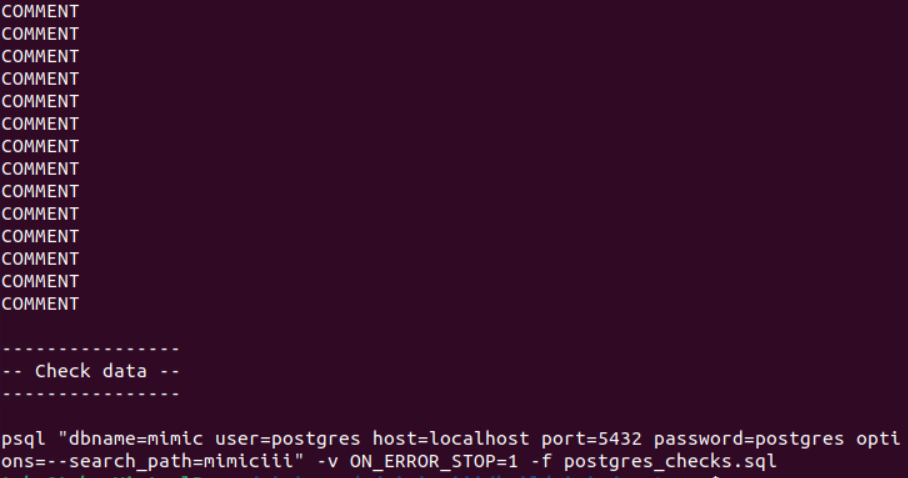 COMMENT
COMMENT
COMMENT
COMMENT
COMMENT
COMMENT
COMMENT
COMMENT
COMMENT
COMMENT
COMMENT
COMMENT
COMMENT
COMMENT
----------------
-- Check data --
----------------
psql "dbname=mimic user=postgres host=localhost port=5432 password=postgres opti
ons=--search_path=mimiciii" -v ON_ERROR_STOP=1 -f postgres_checks.sql